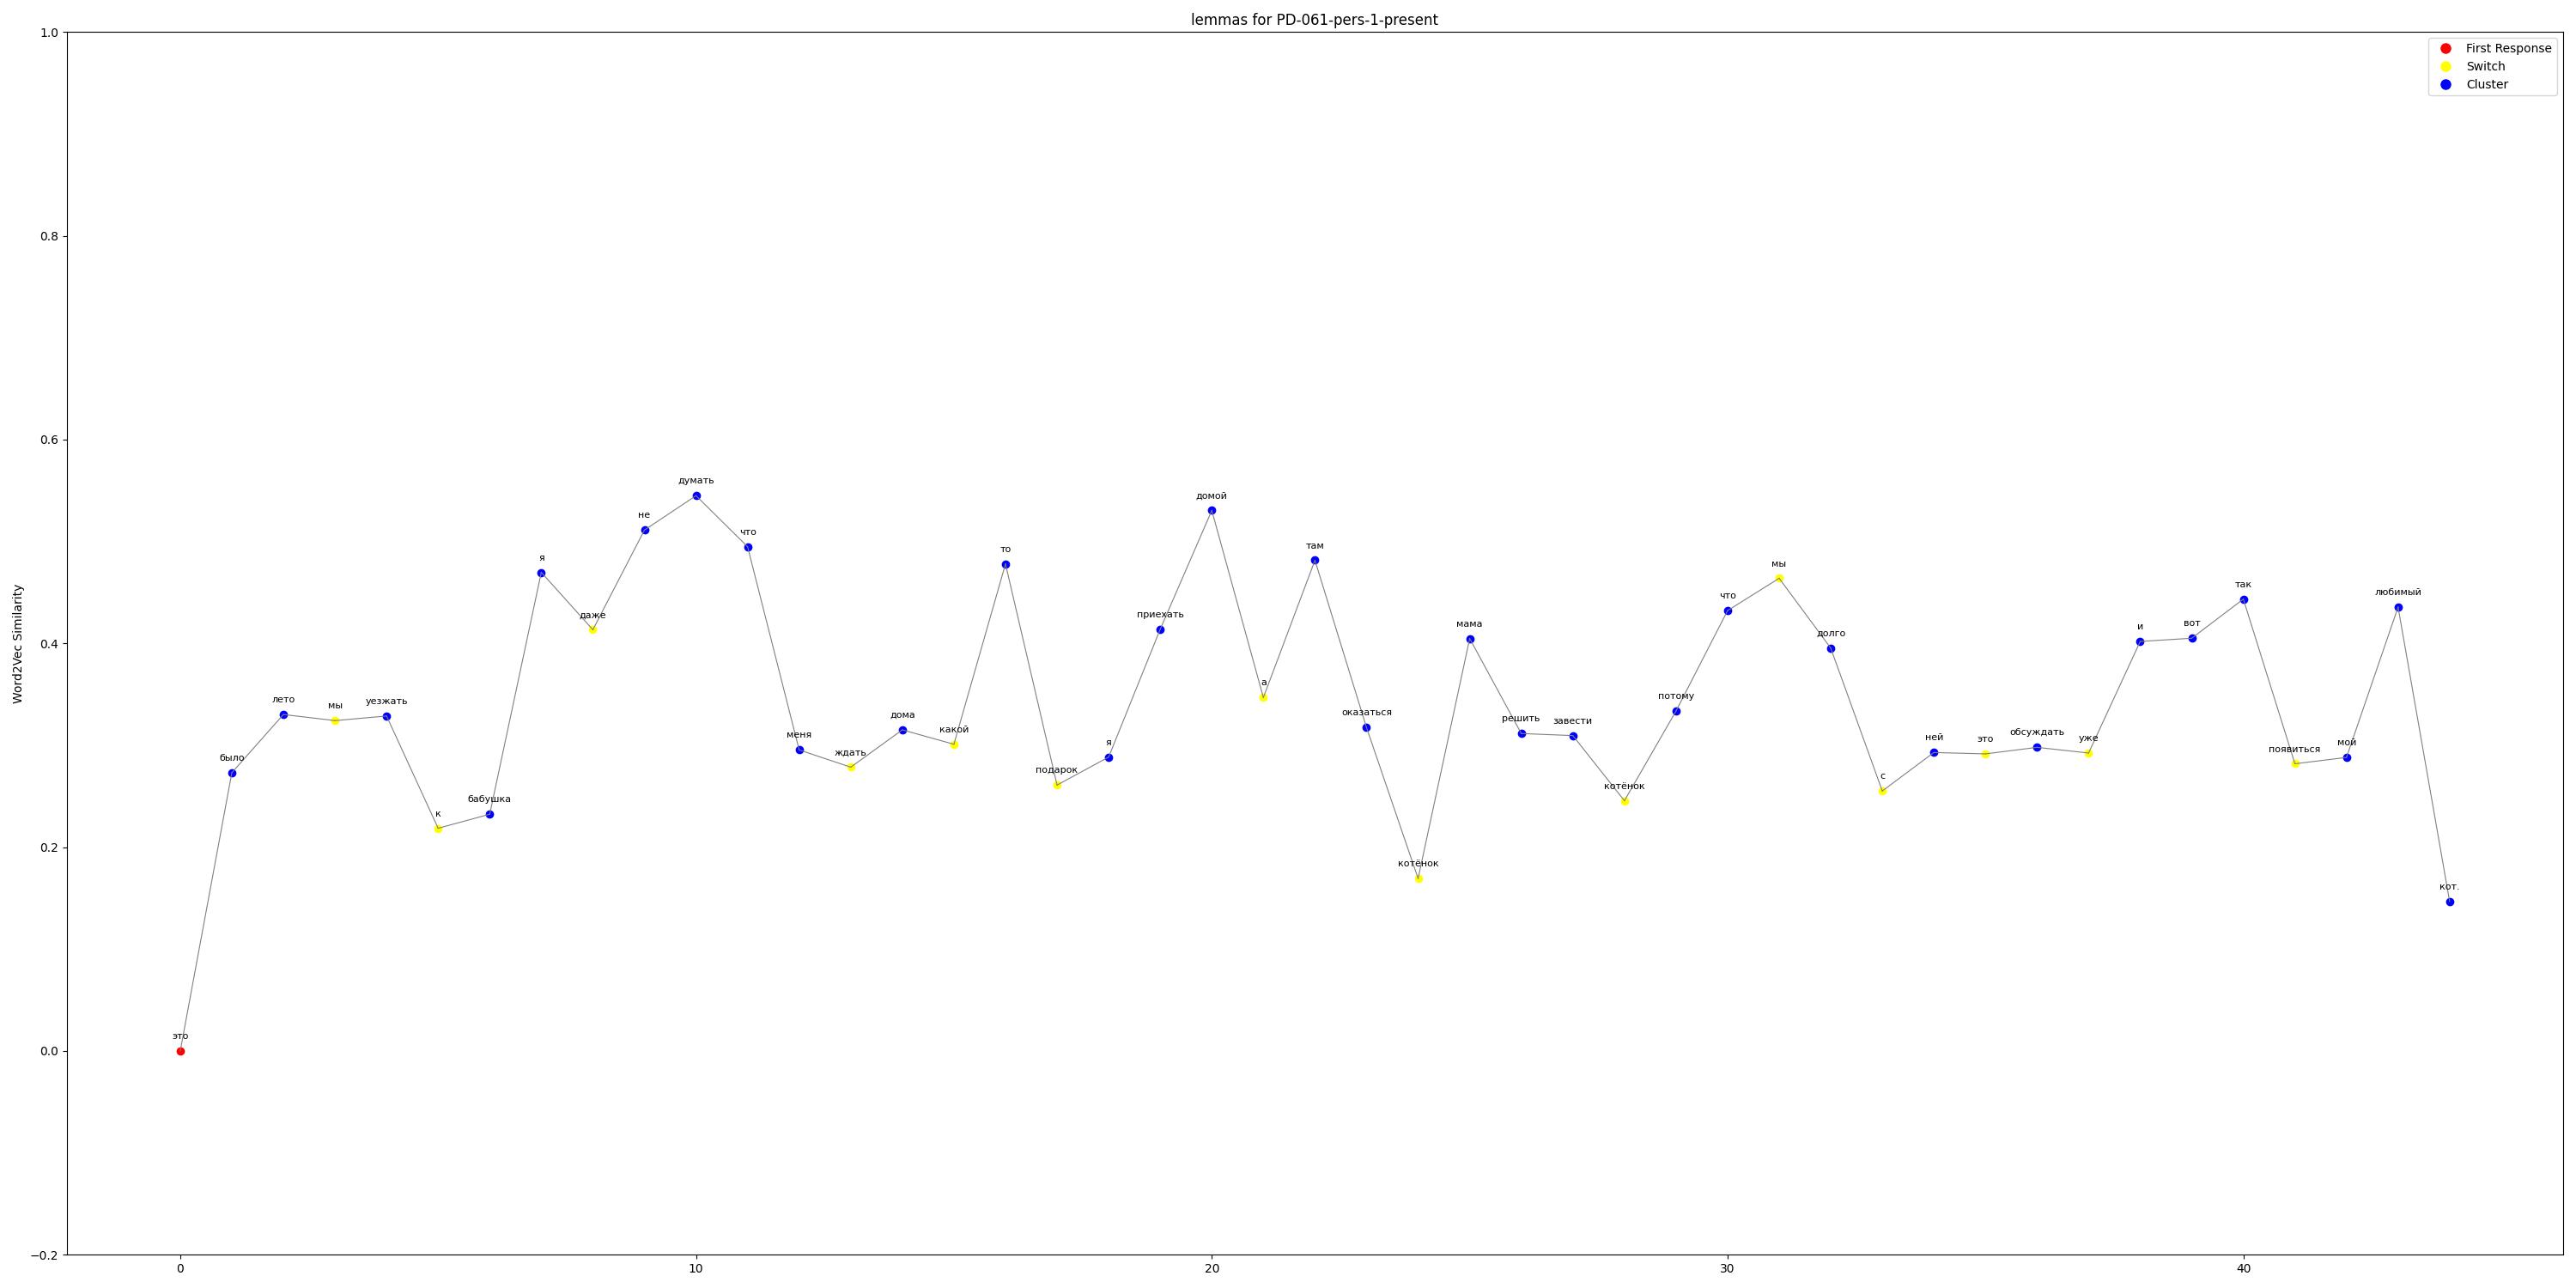 lemmas for PD-061-pers-1-present
First Response
Switch
Cluster
Word2Vec Similarity
1.0
0.8
0.6
0.4
0.2
0.0
−0.2
0
10
20
30
40
это
было
лето
мы
уезжать
к
бабушка
я
даже
не
думать
что
меня
ждать
дома
какой
то
подарок
я
приехать
домой
а
там
оказаться
котёнок
мама
решить
завести
котёнок
потому
что
мы
долго
с
ней
это
обсуждать
уже
и
вот
так
появиться
мой
любимый
кот.